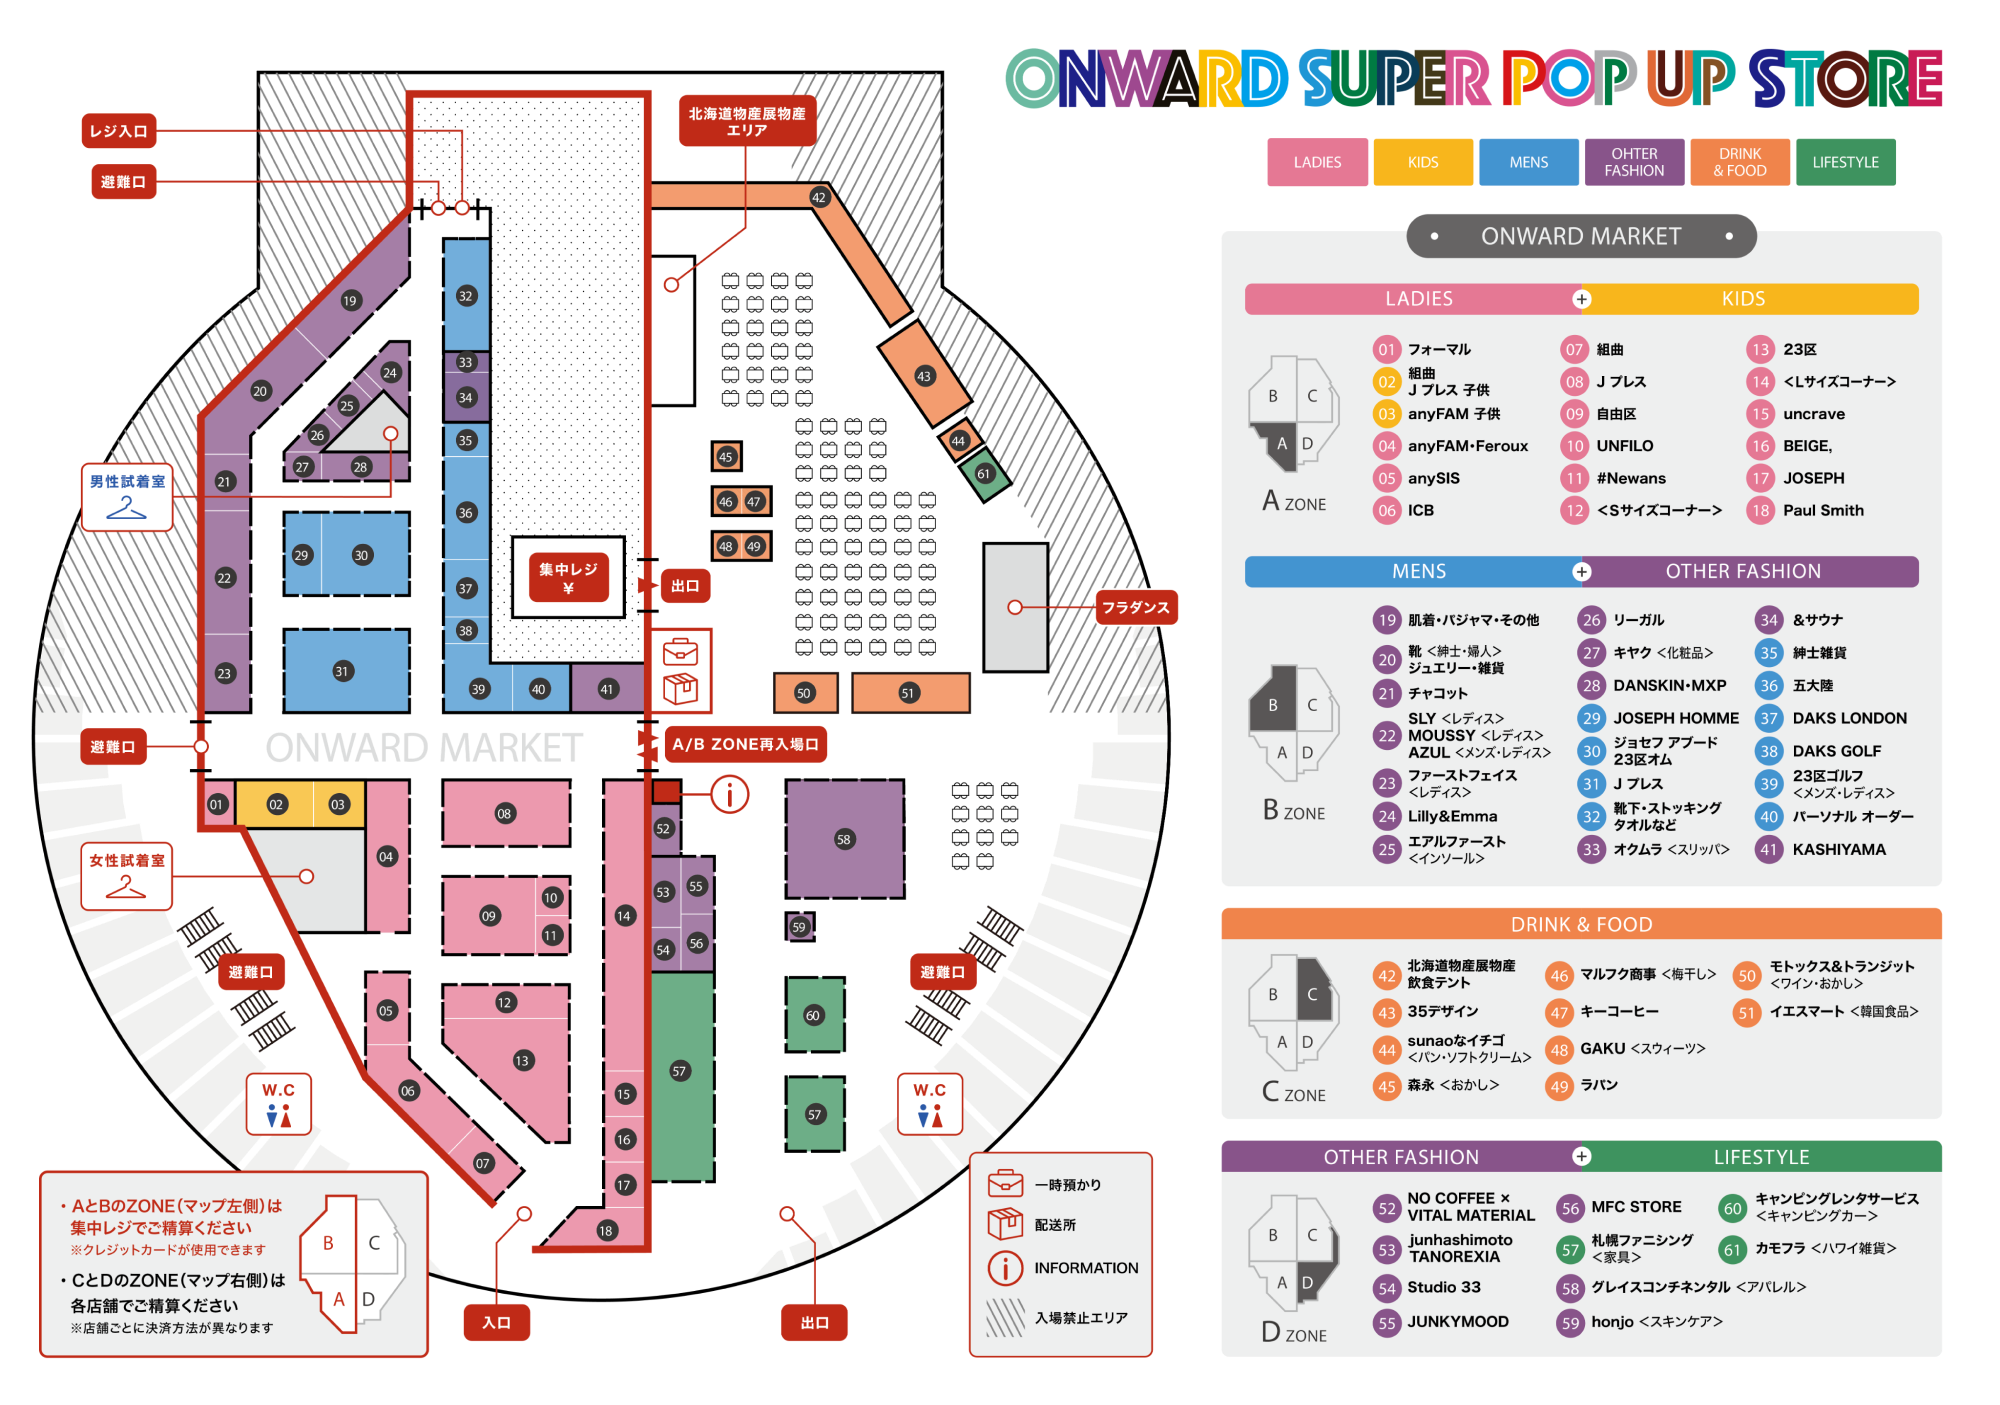 ONWARD SUPER POP UP STORE
LADIES
KIDS
MENS
OHTER
FASHION
DRINK
& FOOD
LIFESTYLE
レジ入口
避難口
北海道物産展物産
エリア
男性試着室
集中レジ
¥
出口
フラダンス
避難口
ONWARD MARKET
A/B ZONE再入場口
i
女性試着室
避難口
避難口
W.C
W.C
入口
出口
42
19
32
20
33
24
34
43
25
26
35
44
27
28
45
61
21
46
47
36
29
30
48
49
22
37
38
31
23
39
40
41
50
51
01
02
03
08
52
58
04
10
53
55
09
14
11
59
54
56
05
12
60
13
57
06
15
57
16
07
17
18
・AとBのZONE(マップ左側)は
集中レジでご精算ください
※クレジットカードが使用できます
・CとDのZONE(マップ右側)は
各店舗でご精算ください
※店舗ごとに決済方法が異なります
B
C
A
D
一時預かり
配送所
i INFORMATION
入場禁止エリア
ONWARD MARKET
LADIES + KIDS
B
C
A
D
A ZONE
01 フォーマル
02 組曲
J プレス 子供
03 anyFAM 子供
04 anyFAM・Feroux
05 anySIS
06 ICB
07 組曲
08 J プレス
09 自由区
10 UNFILO
11 #Newans
12 <Sサイズコーナー>
13 23区
14 <Lサイズコーナー>
15 uncrave
16 BEIGE,
17 JOSEPH
18 Paul Smith
MENS + OTHER FASHION
B
C
A
D
B ZONE
19 肌着・パジャマ・その他
20 靴 <紳士・婦人>
ジュエリー・雑貨
21 チャコット
SLY <レディス>
22 MOUSSY <レディス>
AZUL <メンズ・レディス>
23 ファーストフェイス
<レディス>
24 Lilly&Emma
25 エアルファースト
<インソール>
26 リーガル
27 キヤク <化粧品>
28 DANSKIN・MXP
29 JOSEPH HOMME
30 ジョセフ アブード
23区オム
31 J プレス
32 靴下・ストッキング
タオルなど
33 オクムラ <スリッパ>
34 &サウナ
35 紳士雑貨
36 五大陸
37 DAKS LONDON
38 DAKS GOLF
39 23区ゴルフ
<メンズ・レディス>
40 パーソナル オーダー
41 KASHIYAMA
DRINK & FOOD
B
C
A
D
C ZONE
42 北海道物産展物産
飲食テント
43 35デザイン
44 sunaoなイチゴ
<パン・ソフトクリーム>
45 森永 <おかし>
46 マルフク商事 <梅干し>
47 キーコーヒー
48 GAKU <スウィーツ>
49 ラパン
50 モトックス&トランジット
<ワイン・おかし>
51 イエスマート <韓国食品>
OTHER FASHION + LIFESTYLE
B
C
A
D
D ZONE
52 NO COFFEE ×
VITAL MATERIAL
53 junhashimoto
TANOREXIA
54 Studio 33
55 JUNKYMOOD
56 MFC STORE
57 札幌ファニシング
<家具>
58 グレイスコンチネンタル <アパレル>
59 honjo <スキンケア>
60 キャンピングレンタサービス
<キャンピングカー>
61 カモフラ <ハワイ雑貨>